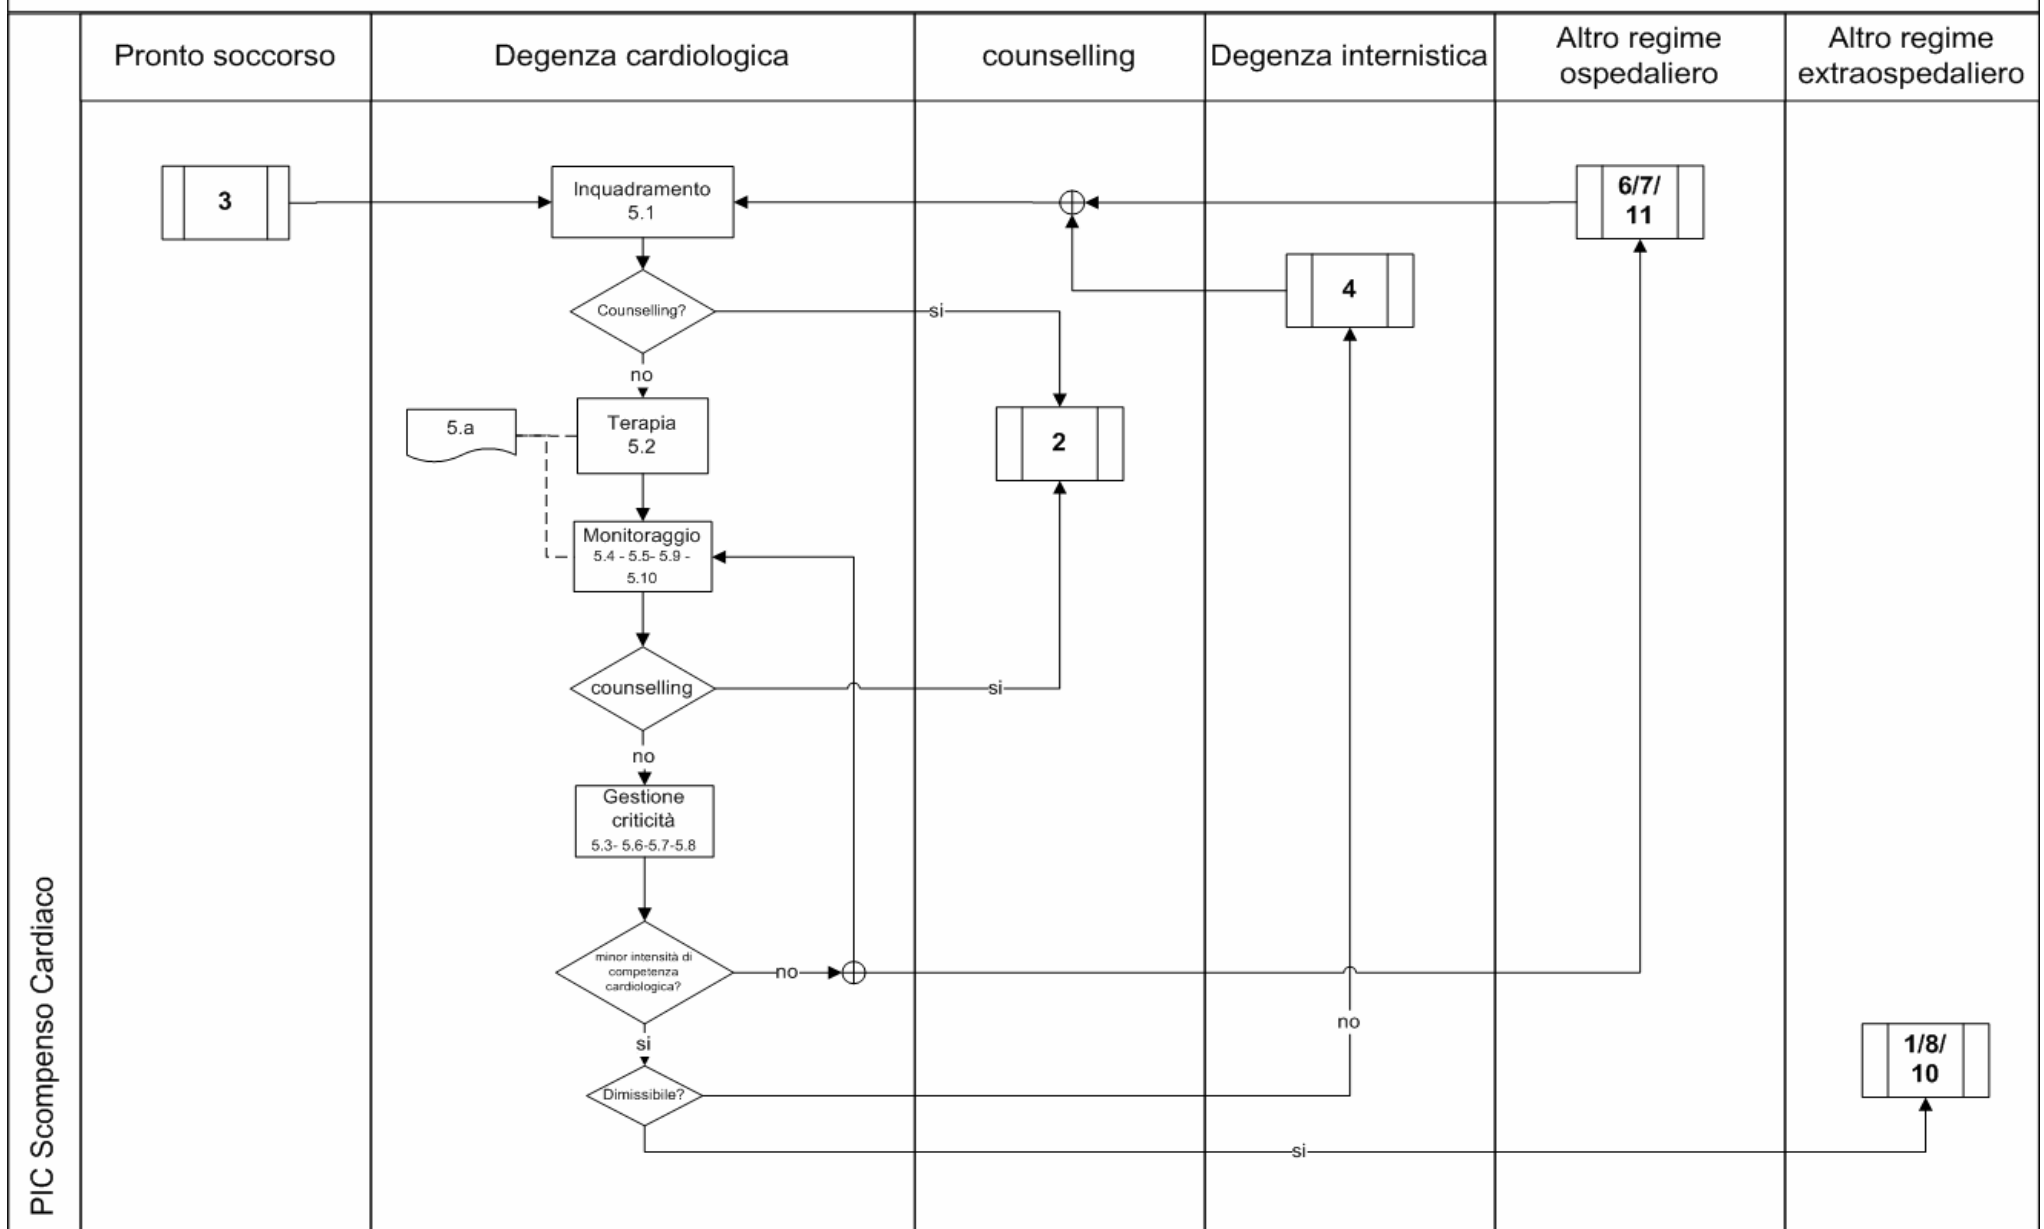 Pronto soccorso
Degenza cardiologica
counselling
Degenza internistica
Altro regime
ospedaliero
Altro regime
extraospedaliero
3
Inquadramento
5.1
6/7/
11
4
Counselling?
si
no
5.a
Terapia
5.2
2
Monitoraggio
5.4 - 5.5- 5.9 -
5.10
counselling
si
no
Gestione
criticità
5.3- 5.6-5.7-5.8
minor intensità di
competenza
cardiologica?
no
si
no
Dimissibile?
1/8/
10
si
PIC Scompenso Cardiaco